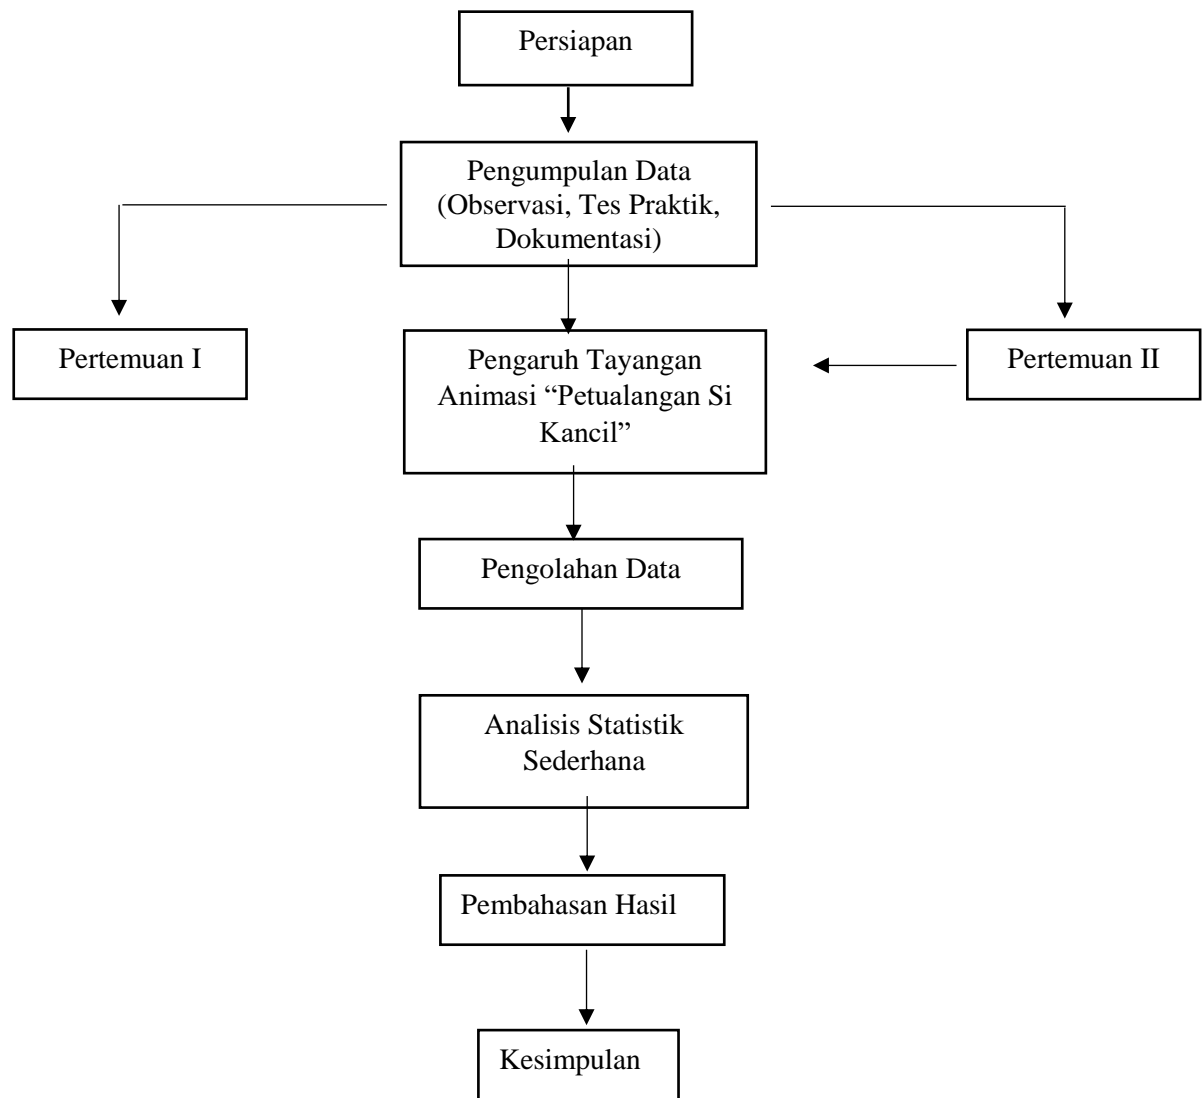 Persiapan
Pengumpulan Data
(Observasi, Tes Praktik,
Dokumentasi)
Pertemuan I
Pengaruh Tayangan
Animasi “Petualangan Si
Kancil”
Pertemuan II
Pengolahan Data
Analisis Statistik
Sederhana
Pembahasan Hasil
Kesimpulan